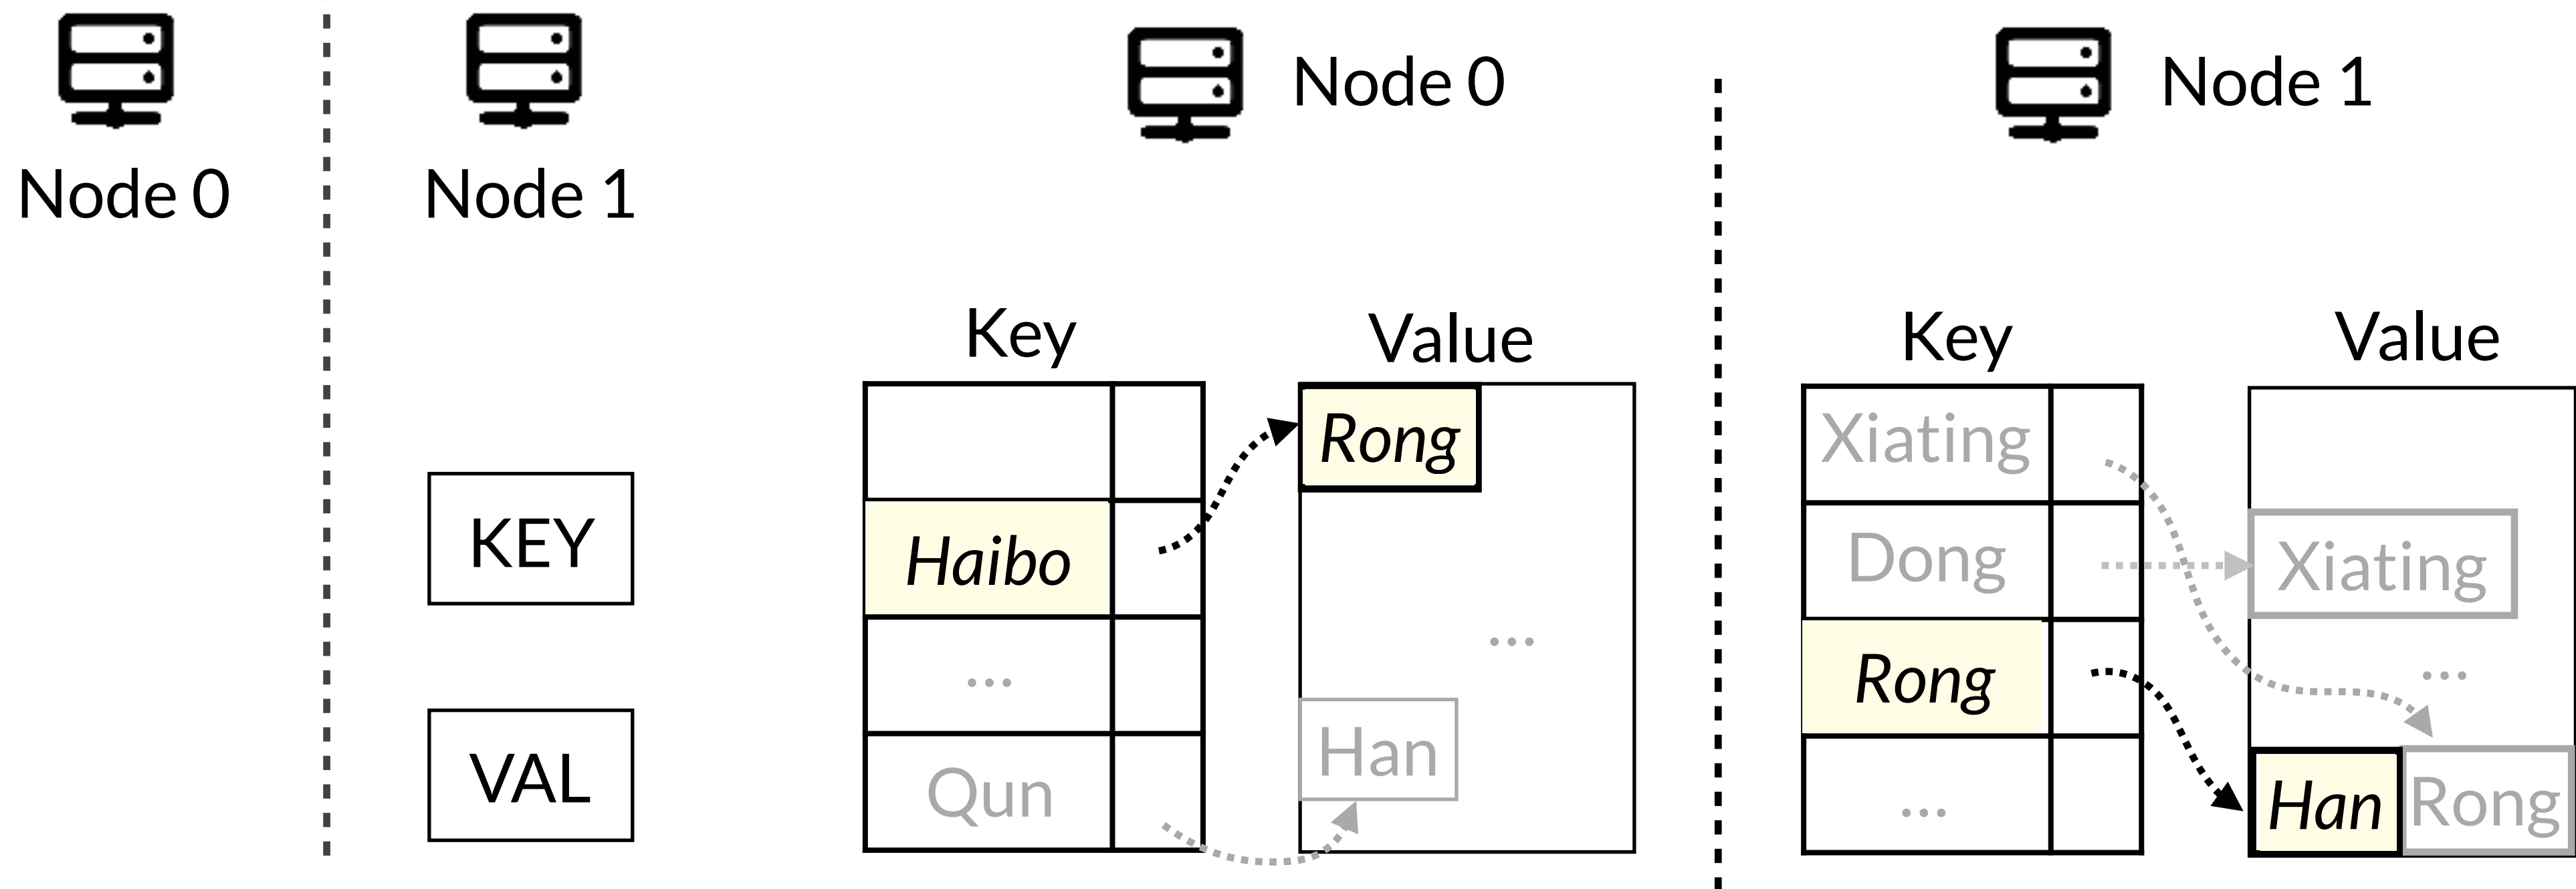 Node 0
Node 1
KEY
VAL
Node 0
Key
Value
Haibo
...
Qun
Rong
...
Han
Node 1
Key
Value
Xiating
Dong
Rong
...
Xiating
...
Han
Rong